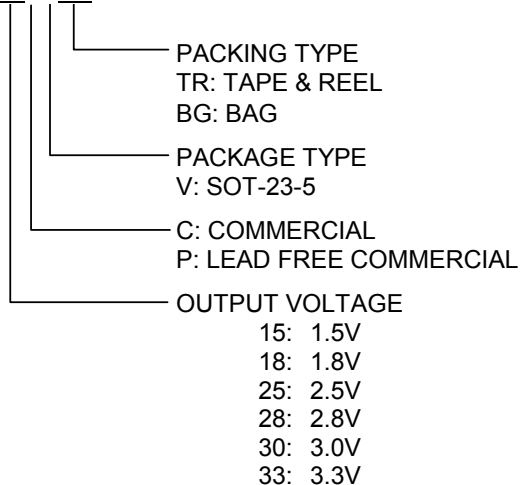 PACKING TYPE
TR: TAPE & REEL
BG: BAG
PACKAGE TYPE
V: SOT-23-5
C: COMMERCIAL
P: LEAD FREE COMMERCIAL
OUTPUT VOLTAGE
15: 1.5V
18: 1.8V
25: 2.5V
28: 2.8V
30: 3.0V
33: 3.3V